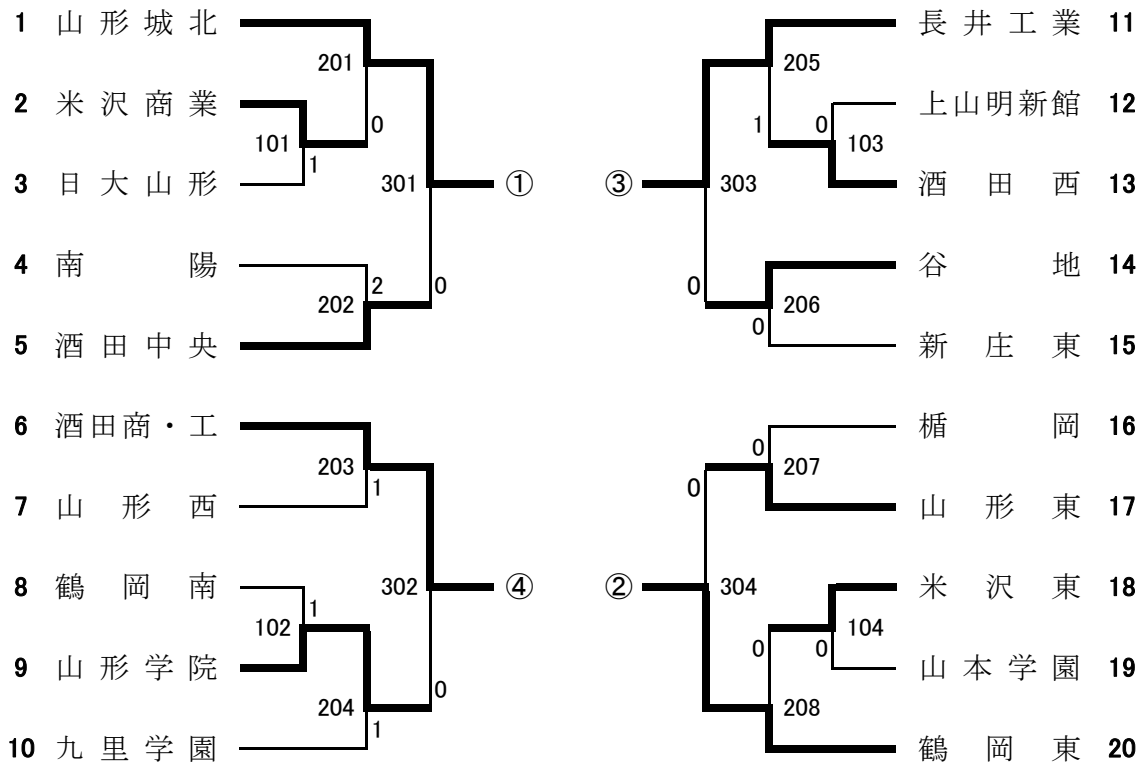 1 山形城北
201
2 米沢商業
0
101
1
3 日大山形
301 ①
4 南陽
2
202
0
5 酒田中央
6 酒田商・工
203
1
7 山形西
8 鶴岡南
302 ④
1
102
9 山形学院
0
204
1
10 九里学園
長井工業 11
205
上山明新館 12
1
0
103
③ 303
酒田西 13
谷地 14
0
206
0
新庄東 15
楯岡 16
0
207
0
山形東 17
② 304
米沢東 18
104
0
0
山本学園 19
208
鶴岡東 20